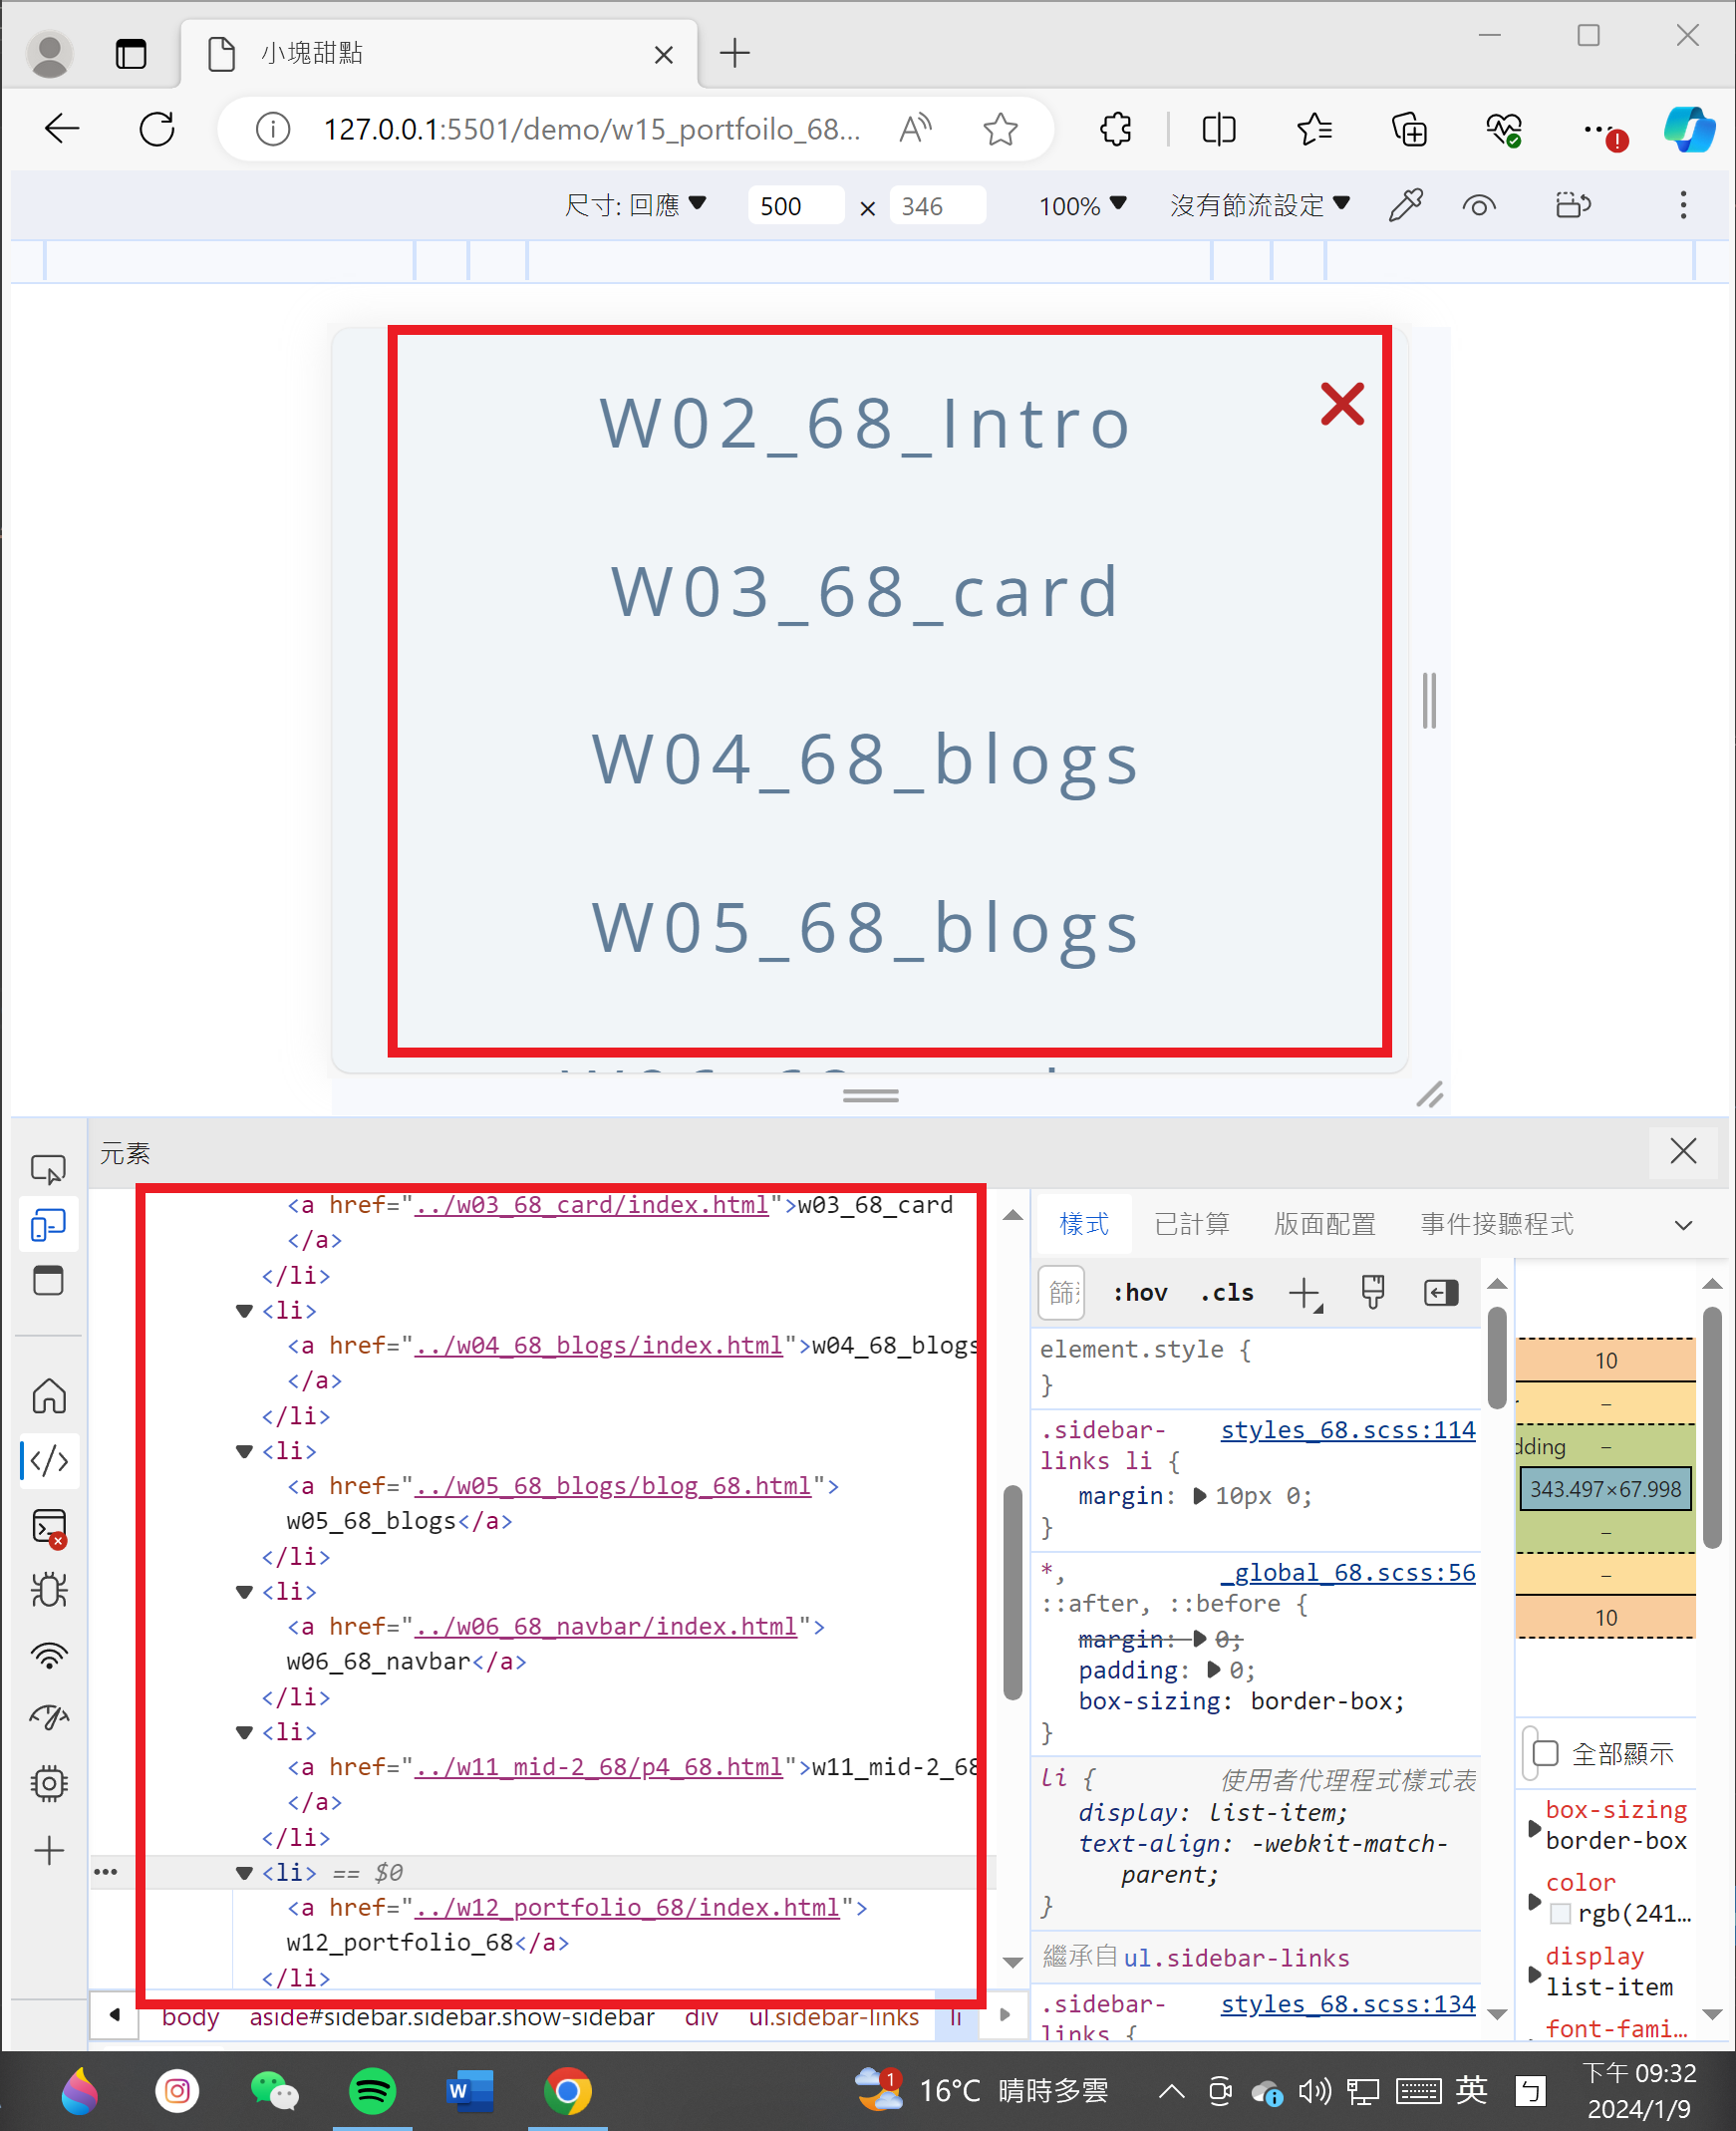 小塊甜點
127.0.0.1:5501/demo/w15_portfoilo_68...
尺寸: 回應 500 × 346 100% 沒有節流設定
W02_68_Intro
W03_68_card
W04_68_blogs
W05_68_blogs
元素
<a href="../w03_68_card/index.html">w03_68_card
</a>
</li>
<li>
<a href="../w04_68_blogs/index.html">w04_68_blogs
</a>
</li>
<li>
<a href="../w05_68_blogs/blog_68.html">
w05_68_blogs</a>
</li>
<li>
<a href="../w06_68_navbar/index.html">
w06_68_navbar</a>
</li>
<li>
<a href="../w11_mid-2_68/p4_68.html">w11_mid-2_68
</a>
</li>
<li> == $0
<a href="../w12_portfolio_68/index.html">
w12_portfolio_68</a>
</li>
body aside#sidebar.sidebar.show-sidebar div ul.sidebar-links li
樣式 已計算 版面配置 事件接聽程式
:hov .cls
element.style {
}
.sidebar- styles_68.scss:114
links li {
margin: 10px 0;
}
*, _global_68.scss:56
::after, ::before {
margin: 0;
padding: 0;
box-sizing: border-box;
}
li { 使用者代理程式樣式表
display: list-item;
text-align: -webkit-match-
parent;
}
繼承自 ul.sidebar-links
.sidebar- styles_68.scss:134
links {
10
–
dding –
343.497×67.998
–
–
10
全部顯示
box-sizing
border-box
color
rgb(241...
display
list-item
font-fami...
1 16°C 晴時多雲 英 ㄅ
下午 09:32
2024/1/9